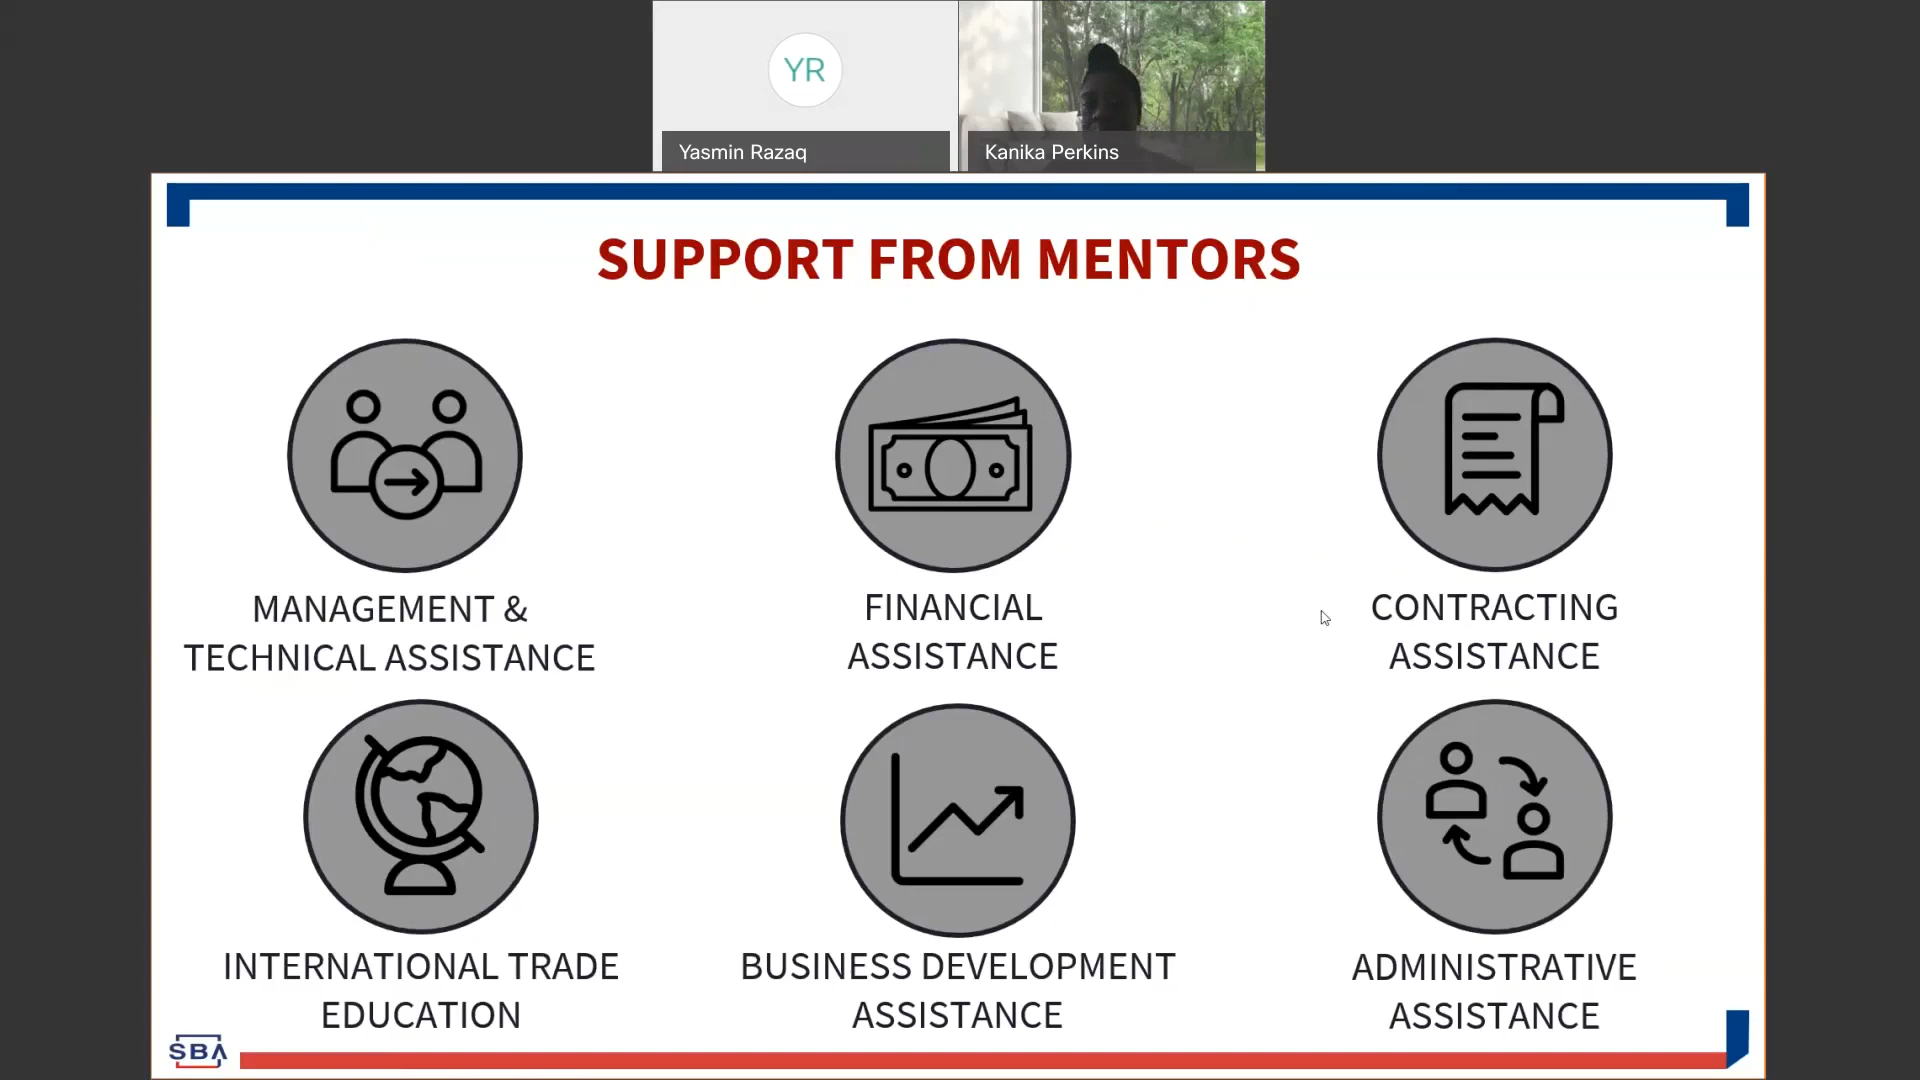 YR
Yasmin Razaq
Kanika Perkins
SUPPORT FROM MENTORS
MANAGEMENT &
TECHNICAL ASSISTANCE
FINANCIAL
ASSISTANCE
CONTRACTING
ASSISTANCE
INTERNATIONAL TRADE
EDUCATION
BUSINESS DEVELOPMENT
ASSISTANCE
ADMINISTRATIVE
ASSISTANCE
SBA